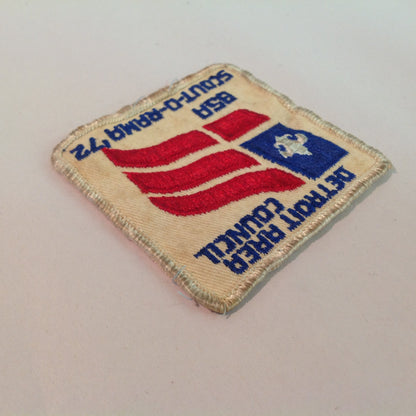 DETROIT AREA
COUNCIL
BSA
SCOUT-O-RAMA '72